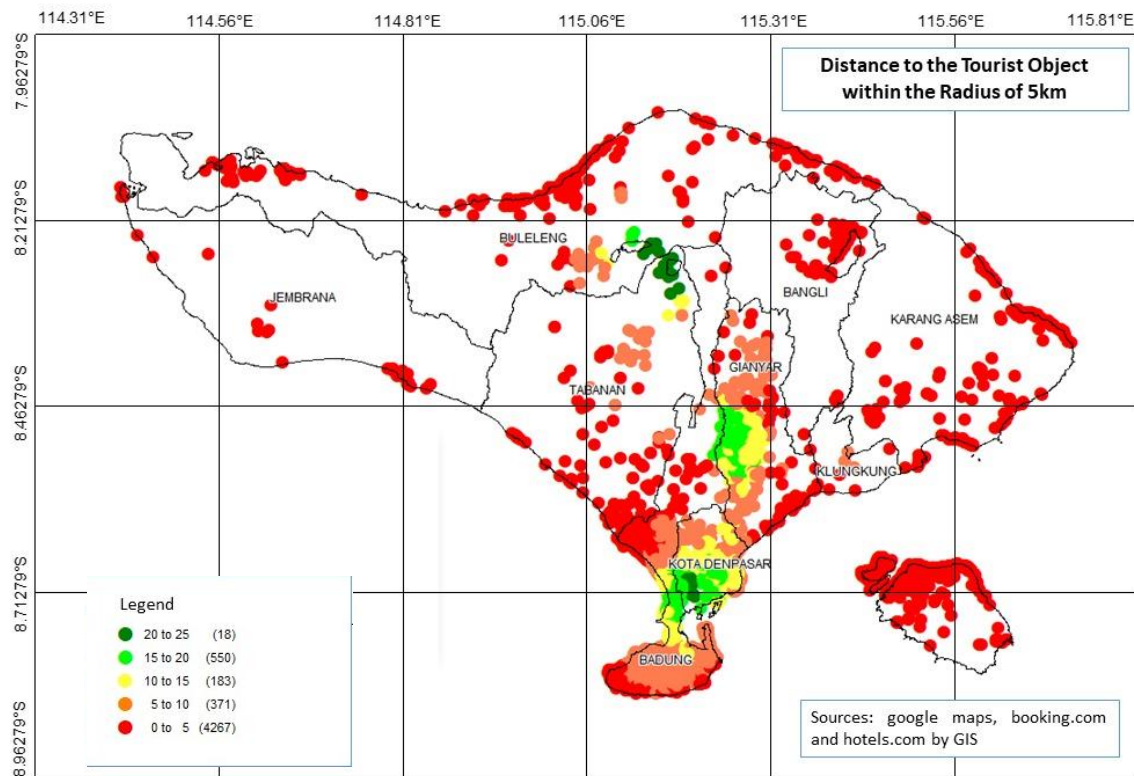 114.31°E 114.56°E 114.81°E 115.06°E 115.31°E 115.56°E 115.81°E
7.96279°S
8.21279°S
8.46279°S
8.71279°S
8.96279°S
Distance to the Tourist Object
within the Radius of 5km
BULELENG
JEMBRANA
BANGLI
KARANG ASEM
GIANYAR
TABANAN
KLUNGKUNG
KOTA DENPASAR
BADUNG
Legend
20 to 25 (18)
15 to 20 (550)
10 to 15 (183)
5 to 10 (371)
0 to 5 (4267)
Sources: google maps, booking.com
and hotels.com by GIS